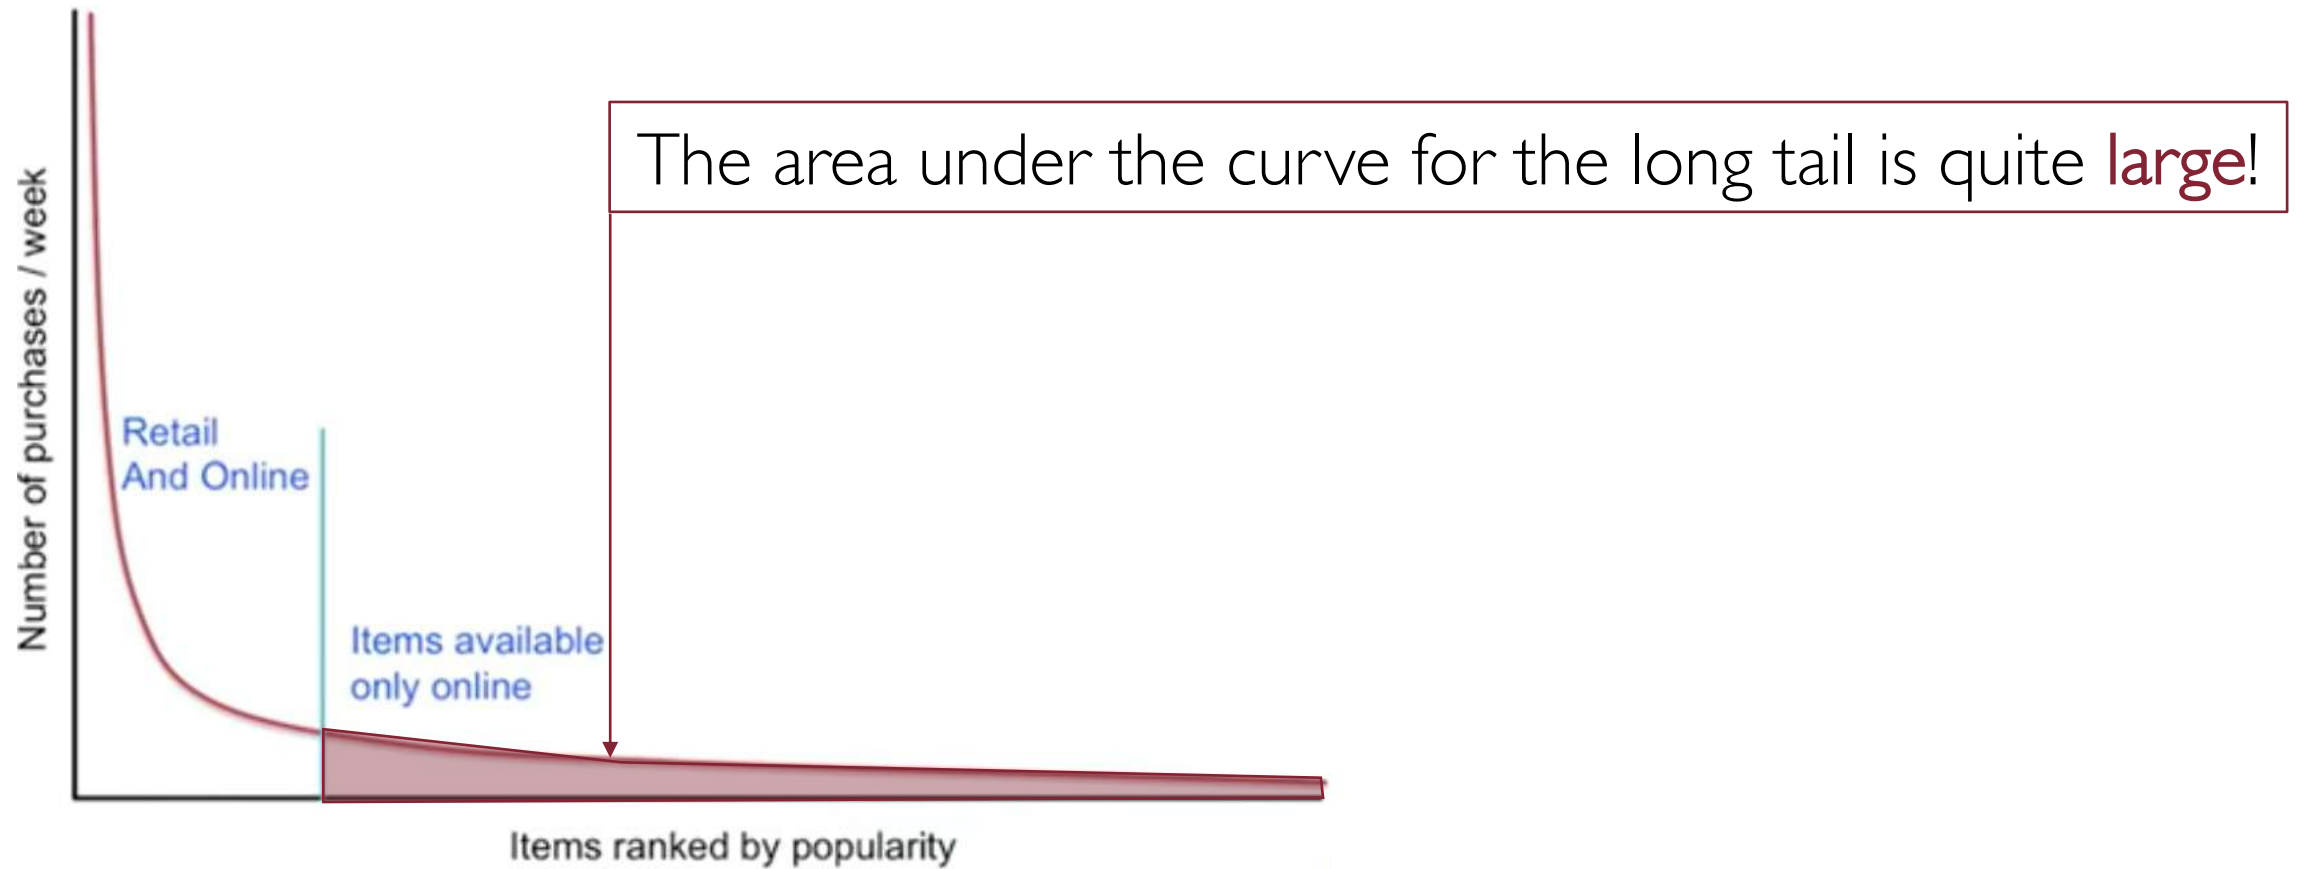 Number of purchases / week
The area under the curve for the long tail is quite large!
Retail
And Online
Items available
only online
Items ranked by popularity